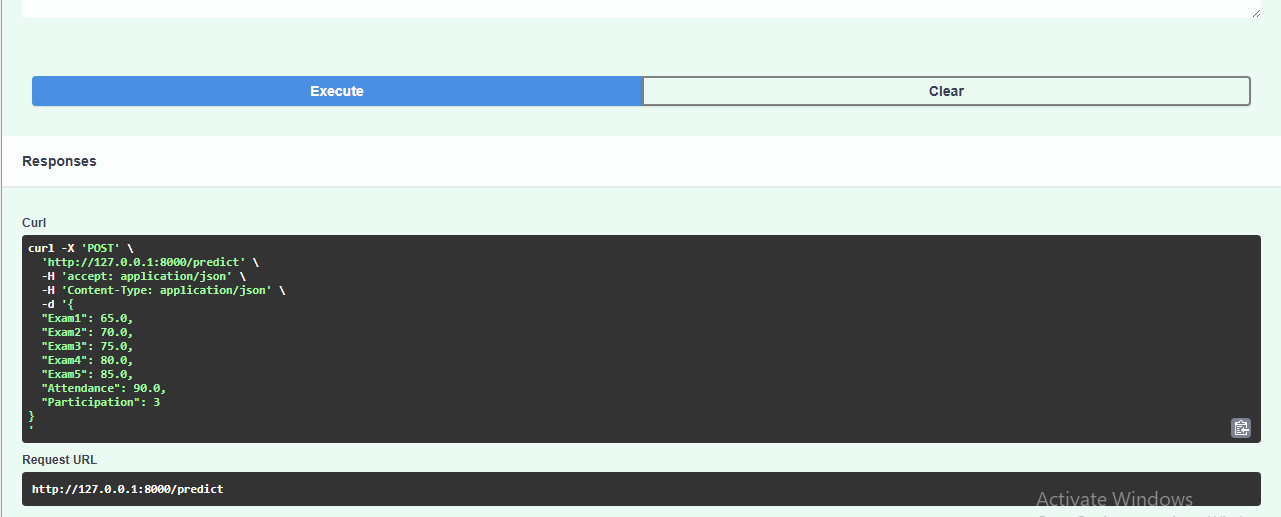 Execute
Clear
Responses
Curl
curl -X 'POST' \
'http://127.0.0.1:8000/predict' \
-H 'accept: application/json' \
-H 'Content-Type: application/json' \
-d '{
"Exam1": 65.0,
"Exam2": 70.0,
"Exam3": 75.0,
"Exam4": 80.0,
"Exam5": 85.0,
"Attendance": 90.0,
"Participation": 3
}
'
Request URL
http://127.0.0.1:8000/predict
Activate Windows